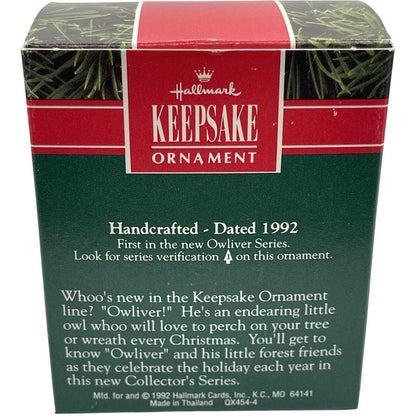 Hallmark
KEEPSAKE
ORNAMENT
Handcrafted - Dated 1992
First in the new Owliver Series.
Look for series verification on this ornament.
Whoo's new in the Keepsake Ornament
line? "Owliver!" He's an endearing little
owl whoo will love to perch on your tree
or wreath every Christmas. You'll get to
know "Owliver" and his little forest friends
as they celebrate the holiday each year in
this new Collector's Series.
Mfd. for and © 1992 Hallmark Cards, Inc., K.C., MO 64141
Made in Thailand QX454-4